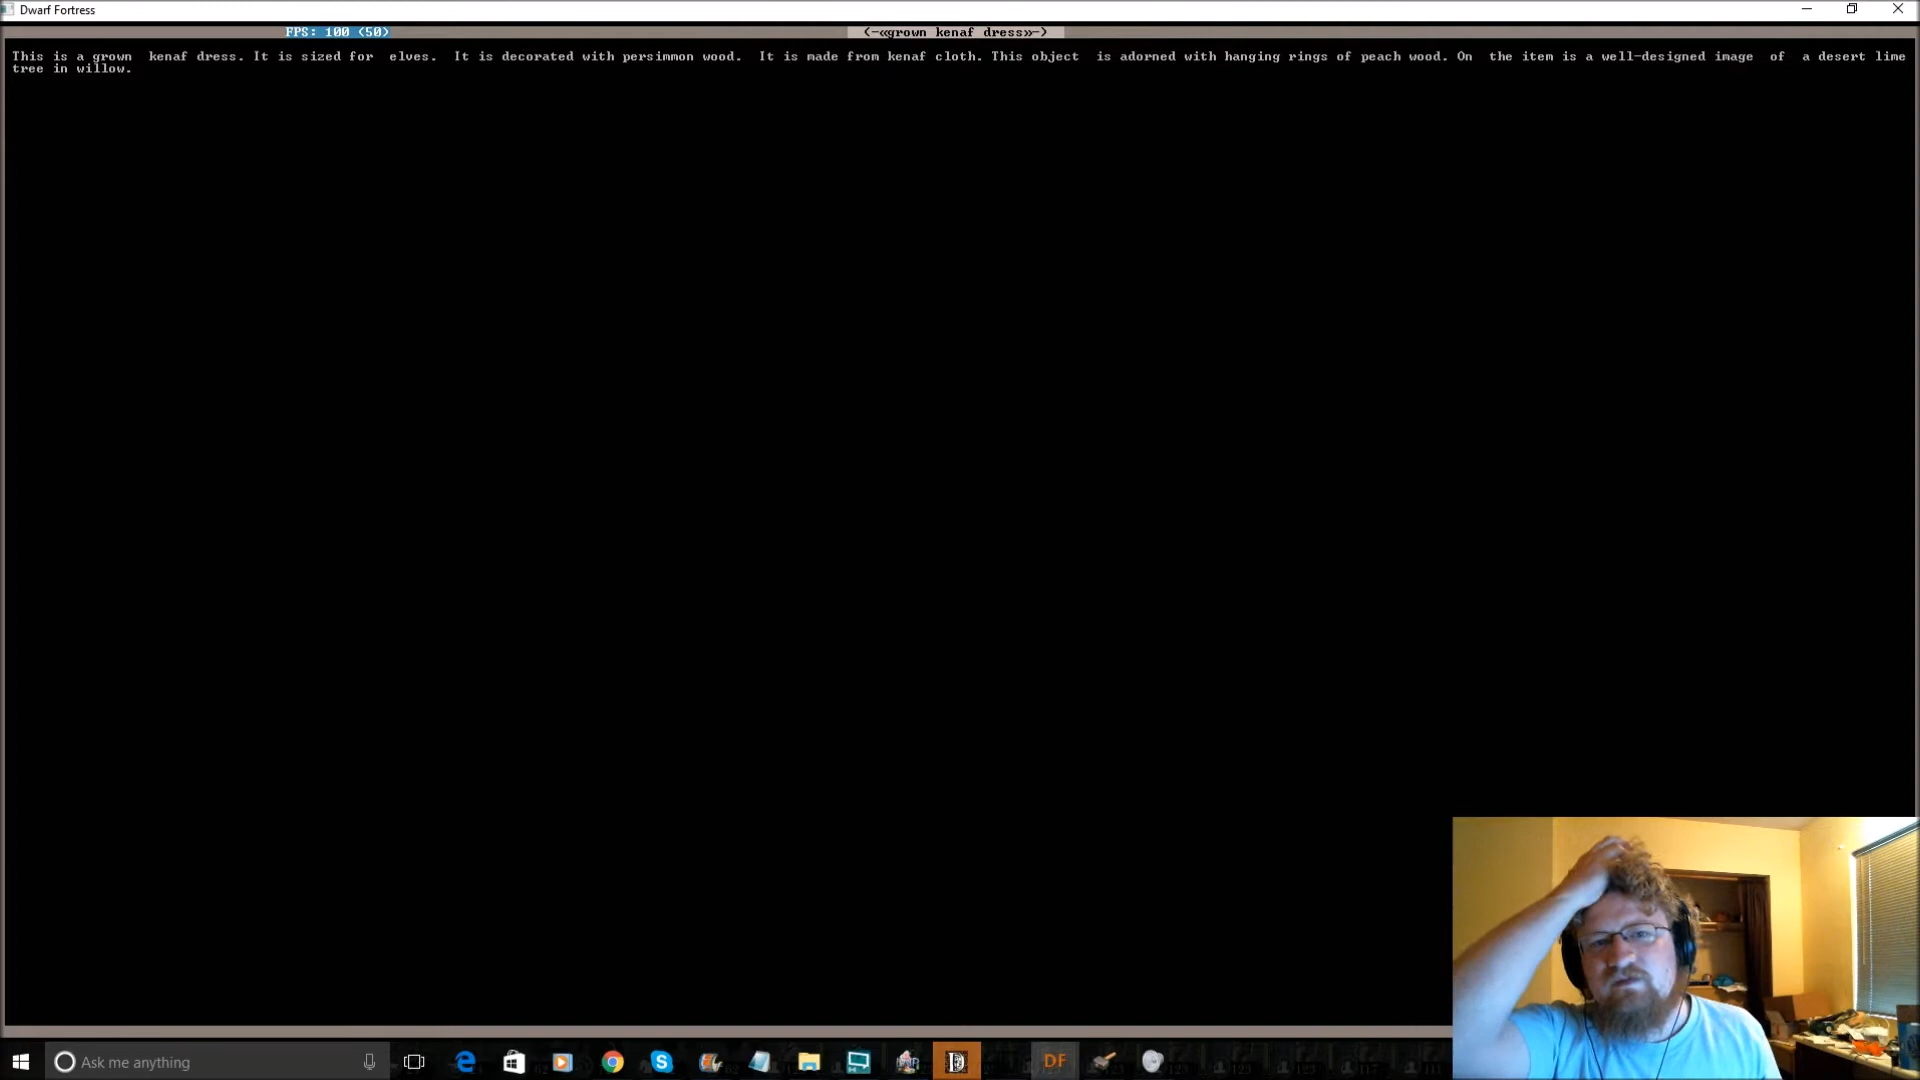 Dwarf Fortress
FPS: 100 (50)
(-«grown kenaf dress»-)
This is a grown kenaf dress. It is sized for elves. It is decorated with persimmon wood. It is made from kenaf cloth. This object is adorned with hanging rings of peach wood. On the item is a well-designed image of a desert lime
tree in willow.
Ask me anything
DF